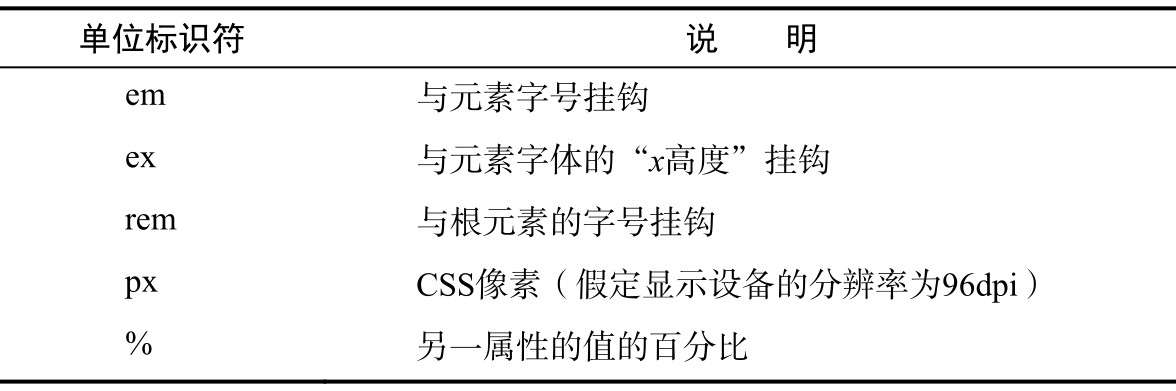 单位标识符 说 明
em 与元素字号挂钩
ex 与元素字体的“x高度”挂钩
rem 与根元素的字号挂钩
px CSS像素（假定显示设备的分辨率为96dpi）
% 另一属性的值的百分比